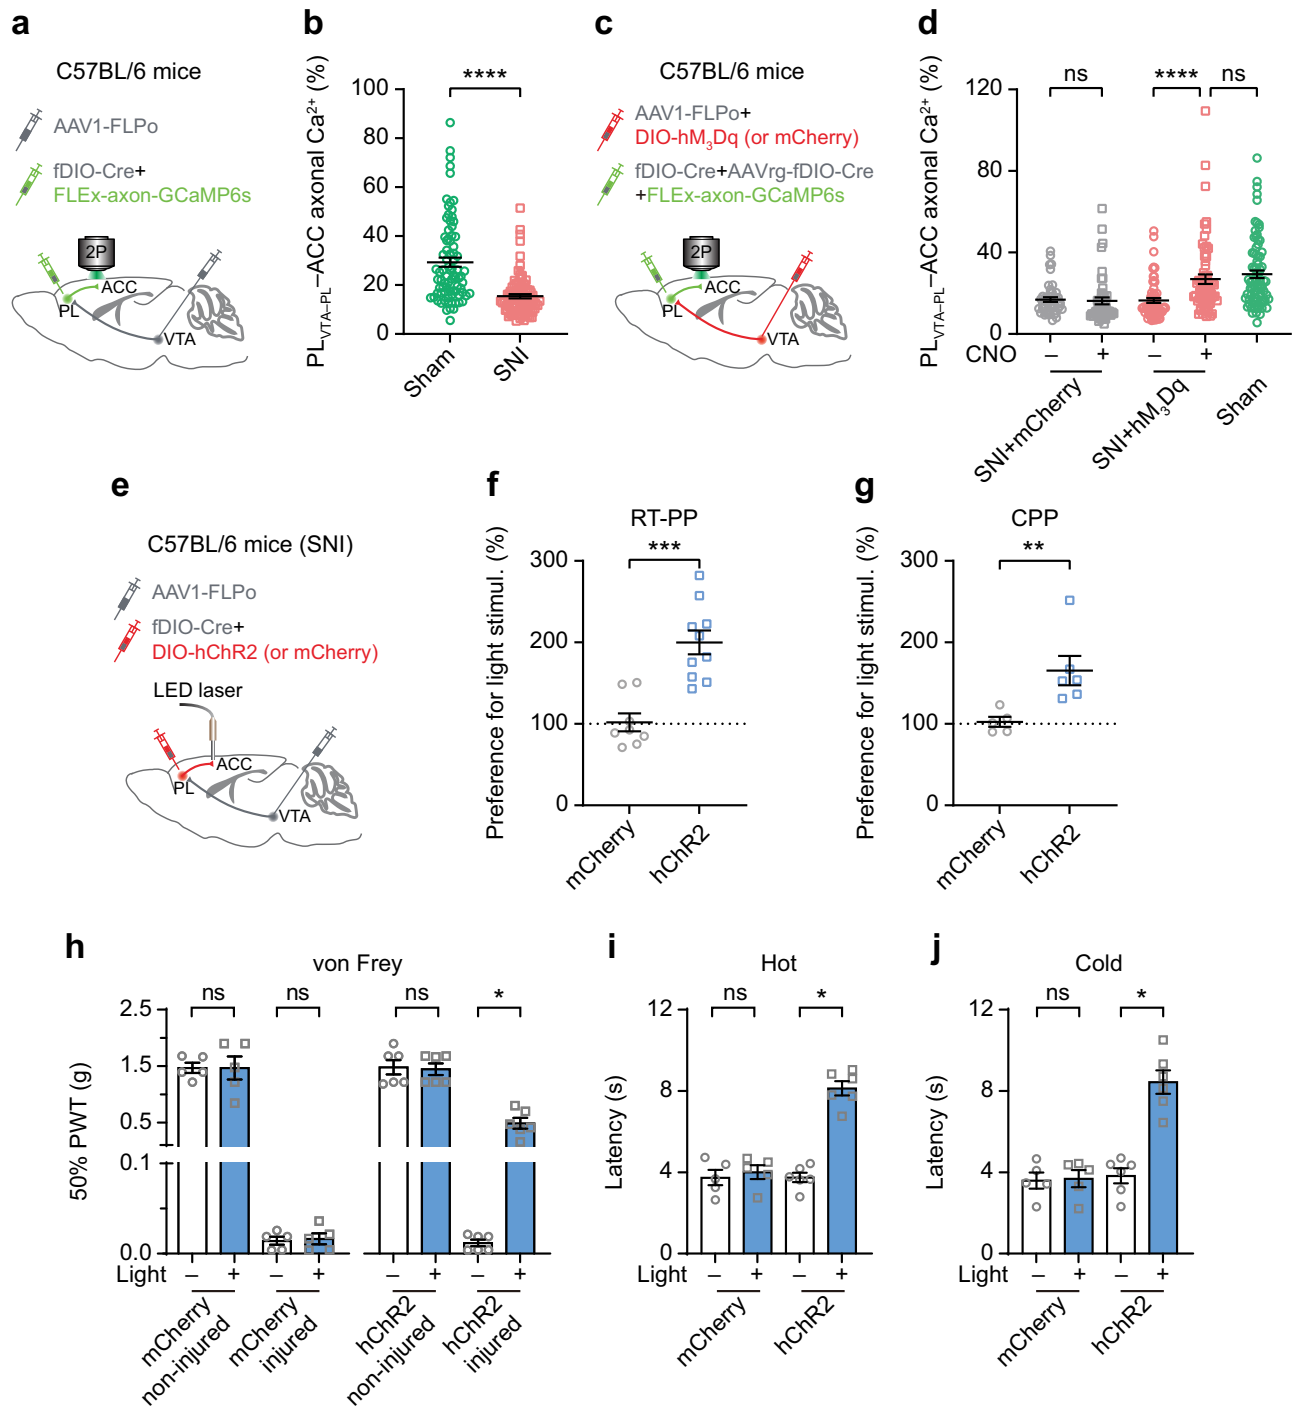 a
C57BL/6 mice
AAV1-FLPo
fDIO-Cre+
FLEx-axon-GCaMP6s
2P
ACC
PL
VTA
b
PL_VTA–PL–ACC axonal Ca²⁺ (%)
100
80
60
40
20
0
****
Sham
SNI
c
C57BL/6 mice
AAV1-FLPo+
DIO-hM₃Dq (or mCherry)
fDIO-Cre+AAVrg-fDIO-Cre
+FLEx-axon-GCaMP6s
2P
ACC
PL
VTA
d
PL_VTA–PL–ACC axonal Ca²⁺ (%)
120
80
40
0
ns
****
ns
CNO – + – +
SNI+mCherry
SNI+hM₃Dq
Sham
e
C57BL/6 mice (SNI)
AAV1-FLPo
fDIO-Cre+
DIO-hChR2 (or mCherry)
LED laser
ACC
PL
VTA
f
RT-PP
Preference for light stimul. (%)
300
200
100
0
***
mCherry
hChR2
g
CPP
Preference for light stimul. (%)
300
200
100
0
**
mCherry
hChR2
h
von Frey
50% PWT (g)
2.5
1.5
0.5
0.1
0.0
ns
ns
ns
*
Light – + – + – + – +
mCherry
non-injured
mCherry
injured
hChR2
non-injured
hChR2
injured
i
Hot
Latency (s)
12
8
4
0
ns
*
Light – + – +
mCherry
hChR2
j
Cold
Latency (s)
12
8
4
0
ns
*
Light – + – +
mCherry
hChR2